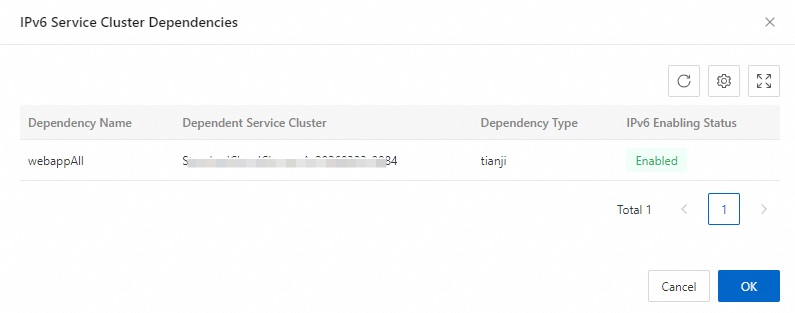 IPv6 Service Cluster Dependencies
Dependency Name Dependent Service Cluster Dependency Type IPv6 Enabling Status
webappAll tianji Enabled
Total 1 1
Cancel OK